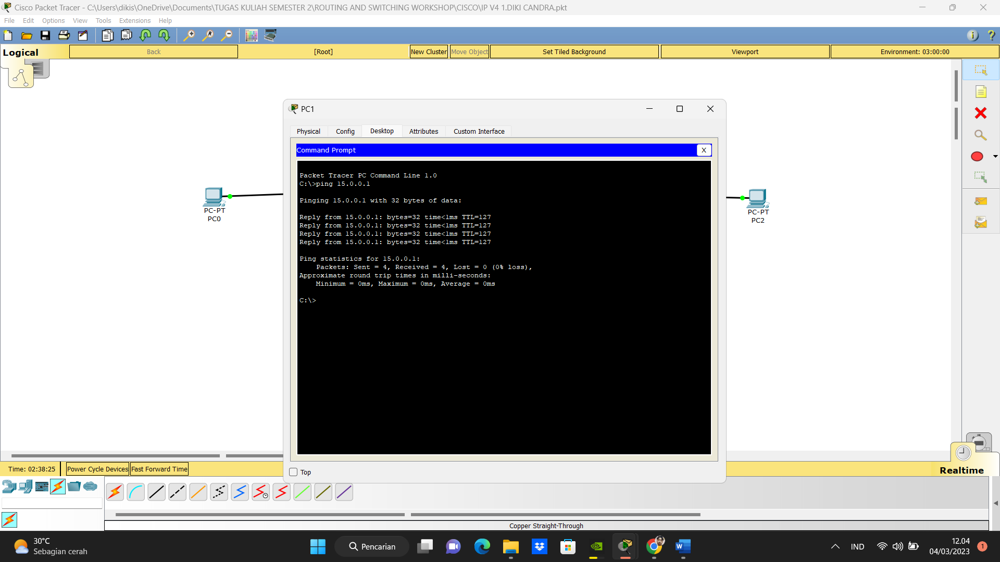 Cisco Packet Tracer - C:\Users\dikis\OneDrive\Documents\TUGAS KULIAH SEMESTER 2\ROUTING AND SWITCHING WORKSHOP\CISCO\IP V4 1.DIKI CANDRA.pkt
File Edit Options View Tools Extensions Help
Logical Back [Root] New Cluster Move Object Set Tiled Background Viewport Environment: 03:00:00
PC1
Physical Config Desktop Attributes Custom Interface
Command Prompt X
Packet Tracer PC Command Line 1.0
C:\>ping 15.0.0.1
Pinging 15.0.0.1 with 32 bytes of data:
Reply from 15.0.0.1: bytes=32 time<1ms TTL=127
Reply from 15.0.0.1: bytes=32 time<1ms TTL=127
Reply from 15.0.0.1: bytes=32 time<1ms TTL=127
Reply from 15.0.0.1: bytes=32 time<1ms TTL=127
Ping statistics for 15.0.0.1:
Packets: Sent = 4, Received = 4, Lost = 0 (0% loss),
Approximate round trip times in milli-seconds:
Minimum = 0ms, Maximum = 0ms, Average = 0ms
C:\>
PC-PT
PC0
PC-PT
PC2
Top
Time: 02:38:25 Power Cycle Devices Fast Forward Time Realtime
Copper Straight-Through
30°C
Sebagian cerah
Pencarian
IND
12.04
04/03/2023
1